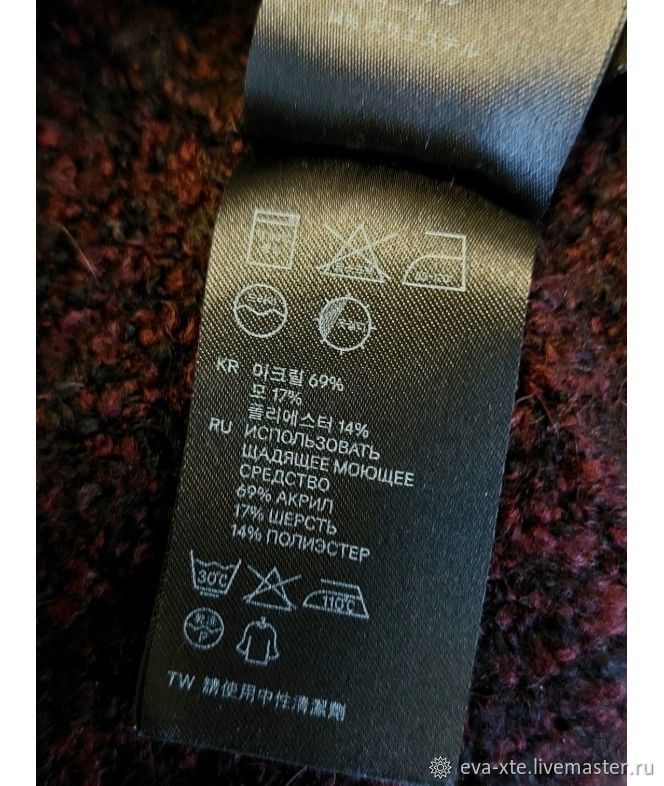 KR 아크릴 69%
모 17%
폴리에스터 14%
RU ИСПОЛЬЗОВАТЬ
ЩАДЯЩЕЕ МОЮЩЕЕ
СРЕДСТВО
69% АКРИЛ
17% ШЕРСТЬ
14% ПОЛИЭСТЕР
30°C
110°C
乾洗
P
TW 請使用中性清潔劑
eva-xte.livemaster.ru